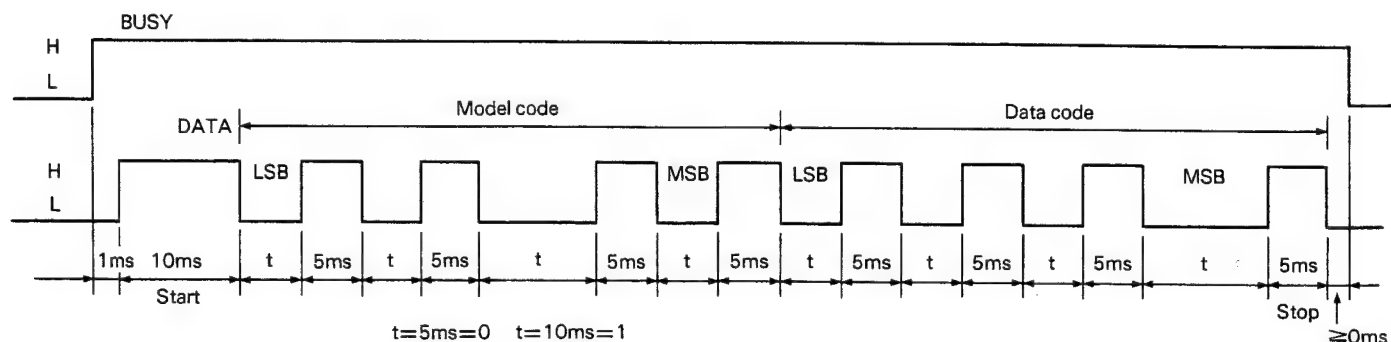 BUSY
H
L
Model code
Data code
DATA
H
L
LSB
MSB
LSB
MSB
1ms 10ms t 5ms t 5ms t 5ms t 5ms t 5ms t 5ms t 5ms t 5ms
Start
Stop
≧0ms
t=5ms=0 t=10ms=1